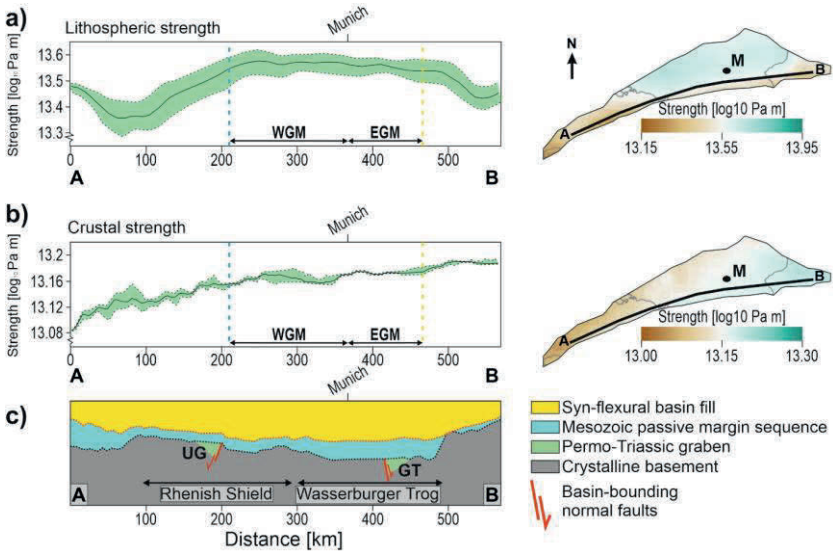 a)
Lithospheric strength
Munich
Strength [log₁₀ Pa m]
13.6
13.5
13.4
13.3
WGM
EGM
0
100
200
300
400
500
A
B
N
M
B
A
Strength [log10 Pa m]
13.15
13.55
13.95
b)
Crustal strength
Munich
Strength [log₁₀ Pa m]
13.2
13.16
13.12
13.08
WGM
EGM
0
100
200
300
400
500
A
B
M
B
A
Strength [log10 Pa m]
13.00
13.15
13.30
c)
Munich
UG
GT
A
Rhenish Shield
Wasserburger Trog
B
0
100
200
300
400
500
Distance [km]
Syn-flexural basin fill
Mesozoic passive margin sequence
Permo-Triassic graben
Crystalline basement
Basin-bounding
normal faults